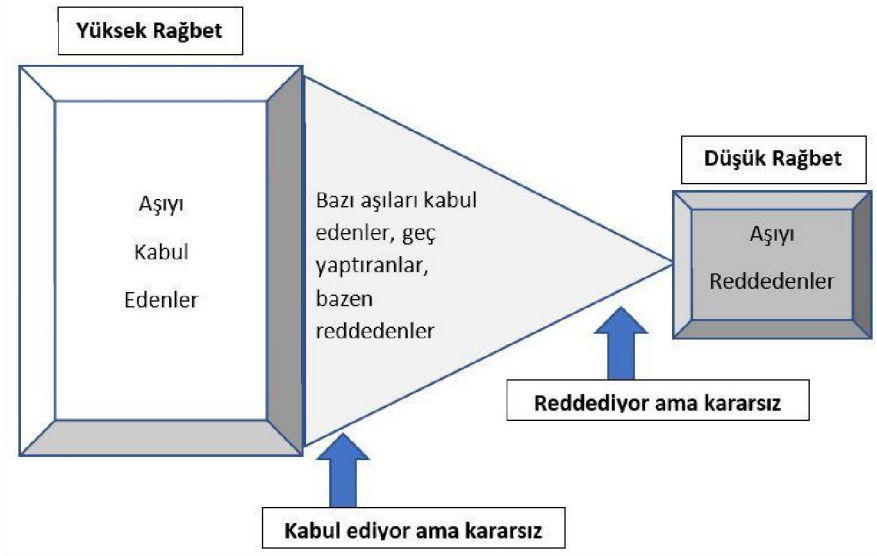 Yüksek Rağbet
Aşıyı
Kabul
Edenler
Bazı aşıları kabul
edenler, geç
yaptıranlar,
bazen
reddedenler
Düşük Rağbet
Aşıyı
Reddedenler
Reddediyor ama kararsız
Kabul ediyor ama kararsız